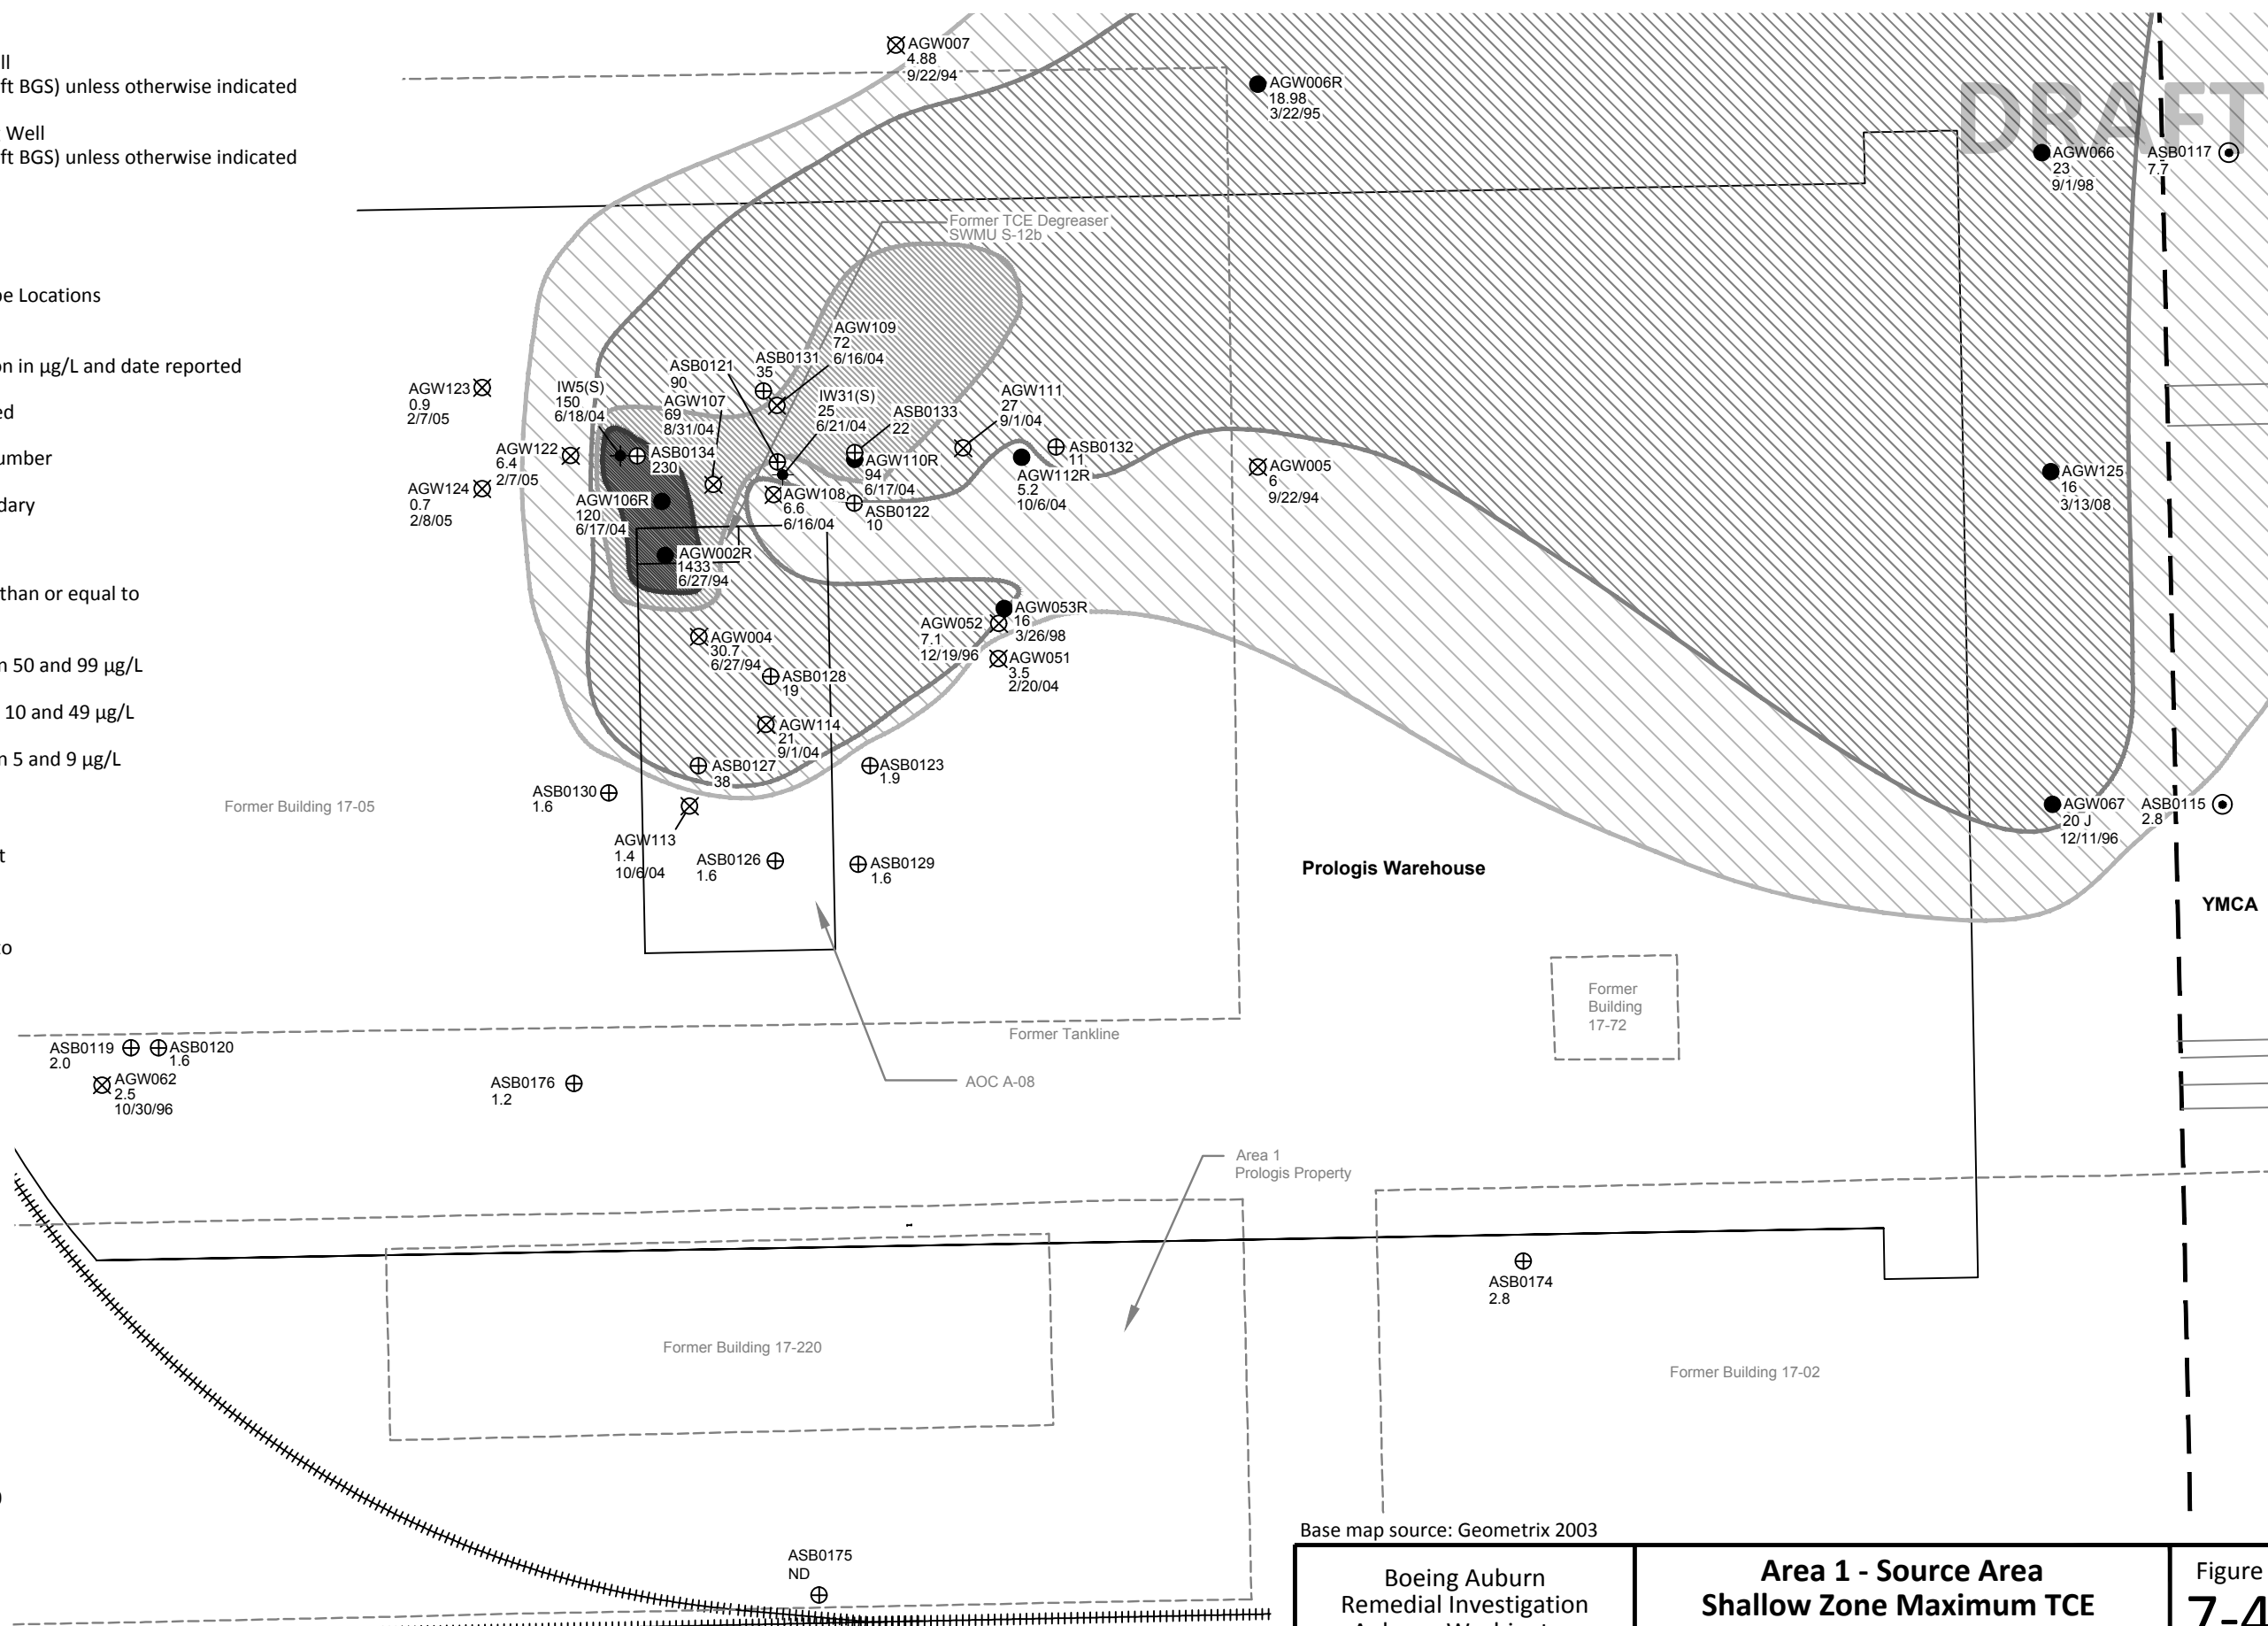 ll
ft BGS) unless otherwise indicated
Well
ft BGS) unless otherwise indicated
pe Locations
on in µg/L and date reported
ed
umber
dary
than or equal to
n 50 and 99 µg/L
10 and 49 µg/L
n 5 and 9 µg/L
t
to
)
DRAFT
AGW007
4.88
9/22/94
AGW006R
18.98
3/22/95
AGW066
23
9/1/98
ASB0117
7.7
Former TCE Degreaser
SWMU S-12b
AGW109
72
6/16/04
ASB0131
35
ASB0121
90
AGW107
69
8/31/04
IW5(S)
150
6/18/04
AGW123
0.9
2/7/05
AGW122
6.4
2/7/05
AGW124
0.7
2/8/05
IW31(S)
25
6/21/04
ASB0133
22
AGW111
27
9/1/04
ASB0132
11
ASB0134
230
AGW110R
94
6/17/04
AGW112R
5.2
10/6/04
AGW005
6
9/22/94
AGW125
16
3/13/08
AGW106R
120
6/17/04
AGW108
6.6
6/16/04
ASB0122
10
AGW002R
1433
6/27/94
AGW053R
16
3/26/98
AGW052
7.1
12/19/96
AGW051
3.5
2/20/04
AGW004
30.7
6/27/94
ASB0128
19
AGW114
21
9/1/04
ASB0127
38
ASB0123
1.9
ASB0130
1.6
AGW113
1.4
10/6/04
ASB0126
1.6
ASB0129
1.6
Former Building 17-05
AGW067
20 J
12/11/96
ASB0115
2.8
Prologis Warehouse
YMCA
Former
Building
17-72
Former Tankline
AOC A-08
ASB0119
2.0
ASB0120
1.6
AGW062
2.5
10/30/96
ASB0176
1.2
Area 1
Prologis Property
ASB0174
2.8
Former Building 17-220
Former Building 17-02
ASB0175
ND
Base map source: Geometrix 2003
Boeing Auburn
Remedial Investigation
Area 1 - Source Area
Shallow Zone Maximum TCE
Figure
7-4